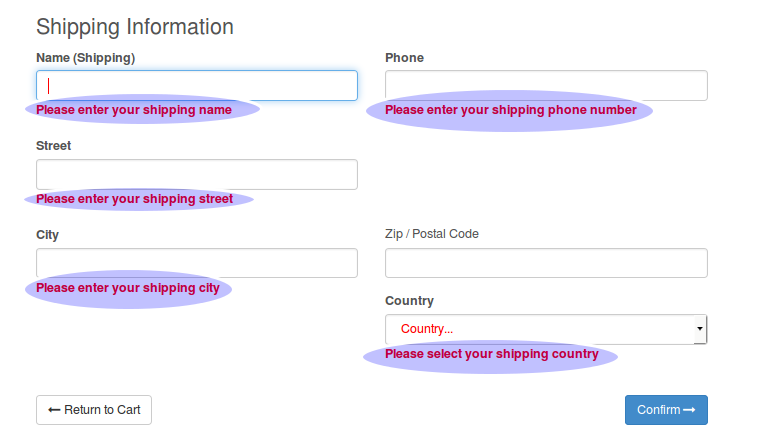 Shipping Information
Name (Shipping)
Phone
Please enter your shipping name
Please enter your shipping phone number
Street
Please enter your shipping street
City
Zip / Postal Code
Please enter your shipping city
Country
Country...
Please select your shipping country
Return to Cart
Confirm